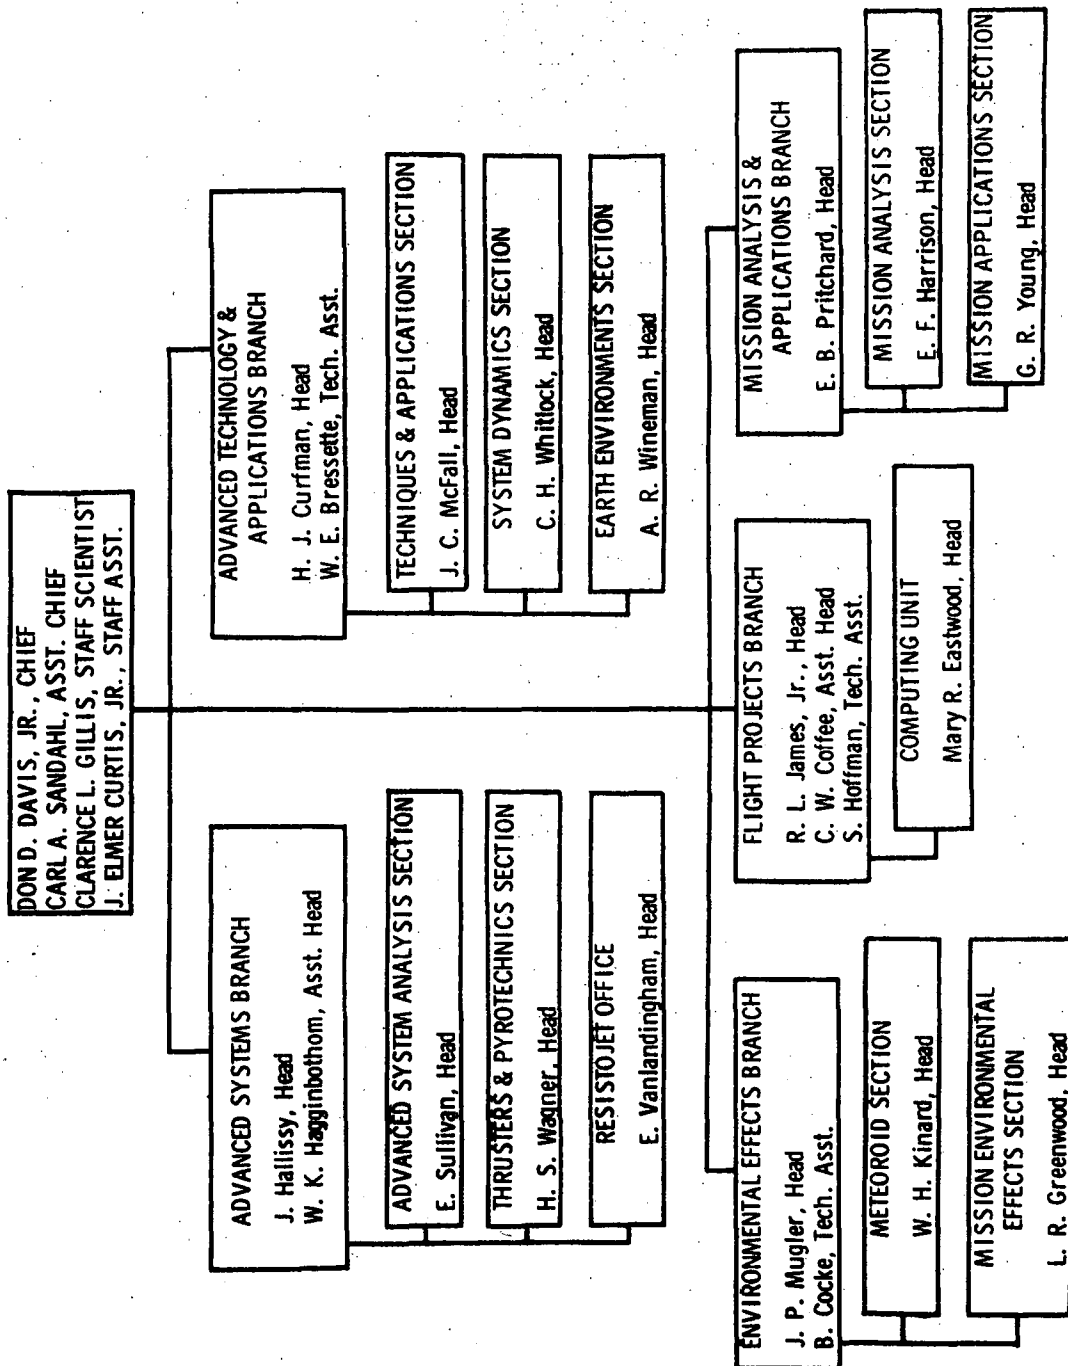 DON D. DAVIS, JR., CHIEF
CARL A. SANDAHL, ASST. CHIEF
CLARENCE L. GILLIS, STAFF SCIENTIST
J. ELMER CURTIS, JR., STAFF ASST.
ADVANCED SYSTEMS BRANCH
J. Hallissy, Head
W. K. Hagginbothom, Asst. Head
ADVANCED SYSTEM ANALYSIS SECTION
E. Sullivan, Head
THRUSTERS & PYROTECHNICS SECTION
H. S. Wagner, Head
RESISTOJET OFFICE
E. Vanlandingham, Head
ADVANCED TECHNOLOGY &
APPLICATIONS BRANCH
H. J. Curfman, Head
W. E. Bressette, Tech. Asst.
TECHNIQUES & APPLICATIONS SECTION
J. C. McFall, Head
SYSTEM DYNAMICS SECTION
C. H. Whitlock, Head
EARTH ENVIRONMENTS SECTION
A. R. Wineman, Head
ENVIRONMENTAL EFFECTS BRANCH
J. P. Mugler, Head
B. Cocke, Tech. Asst.
METEOROID SECTION
W. H. Kinard, Head
MISSION ENVIRONMENTAL
EFFECTS SECTION
L. R. Greenwood, Head
FLIGHT PROJECTS BRANCH
R. L. James, Jr., Head
C. W. Coffee, Asst. Head
S. Hoffman, Tech. Asst.
COMPUTING UNIT
Mary R. Eastwood, Head
MISSION ANALYSIS &
APPLICATIONS BRANCH
E. B. Pritchard, Head
MISSION ANALYSIS SECTION
E. F. Harrison, Head
MISSION APPLICATIONS SECTION
G. R. Young, Head